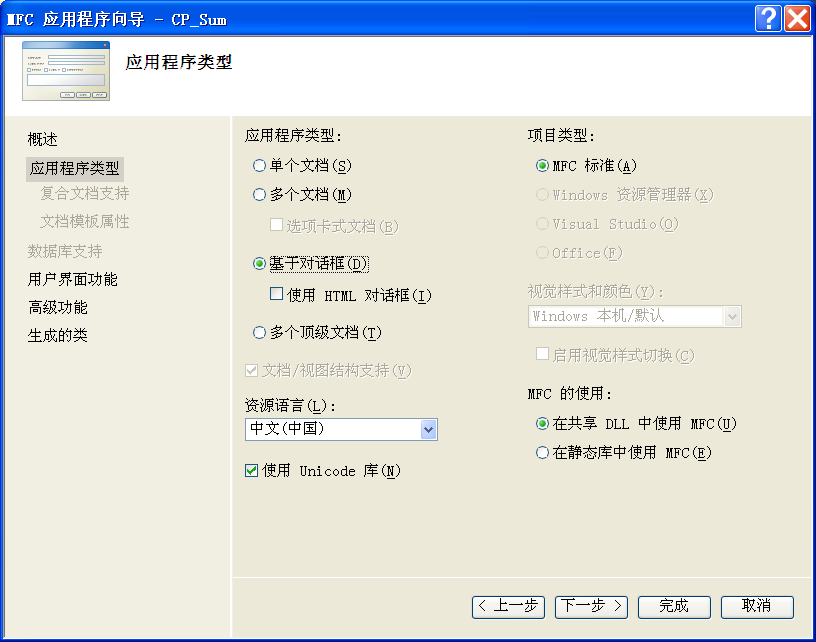 MFC 应用程序向导 - CP_Sum
应用程序类型
概述
应用程序类型
复合文档支持
文档模板属性
数据库支持
用户界面功能
高级功能
生成的类
应用程序类型:
单个文档(S)
多个文档(M)
选项卡式文档(B)
基于对话框(D)
使用 HTML 对话框(I)
多个顶级文档(T)
文档/视图结构支持(V)
资源语言(L):
中文(中国)
使用 Unicode 库(N)
项目类型:
MFC 标准(A)
Windows 资源管理器(X)
Visual Studio(O)
Office(F)
视觉样式和颜色(Y):
Windows 本机/默认
启用视觉样式切换(C)
MFC 的使用:
在共享 DLL 中使用 MFC(U)
在静态库中使用 MFC(E)
< 上一步
下一步 >
完成
取消